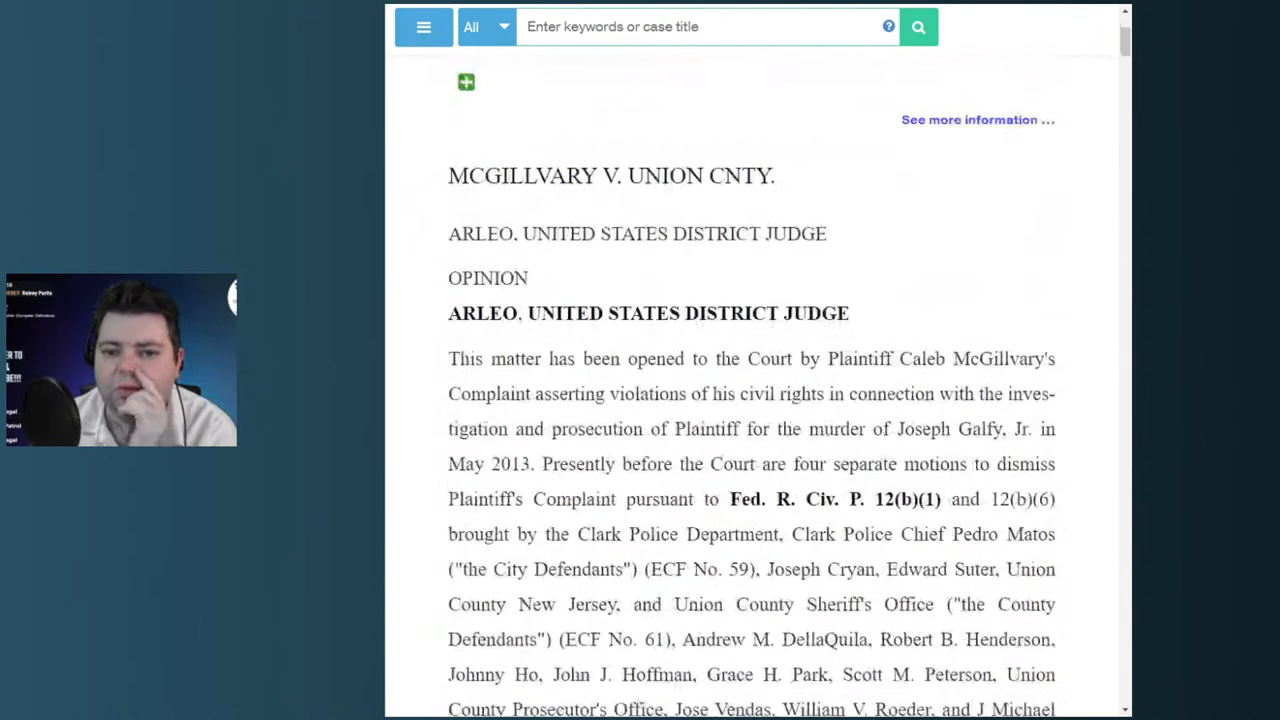 All
Enter keywords or case title
?
See more information ...
MCGILLVARY V. UNION CNTY.
ARLEO, UNITED STATES DISTRICT JUDGE
OPINION
ARLEO, UNITED STATES DISTRICT JUDGE
This matter has been opened to the Court by Plaintiff Caleb McGillvary's
Complaint asserting violations of his civil rights in connection with the inves-
tigation and prosecution of Plaintiff for the murder of Joseph Galfy, Jr. in
May 2013. Presently before the Court are four separate motions to dismiss
Plaintiff's Complaint pursuant to Fed. R. Civ. P. 12(b)(1) and 12(b)(6)
brought by the Clark Police Department, Clark Police Chief Pedro Matos
("the City Defendants") (ECF No. 59), Joseph Cryan, Edward Suter, Union
County New Jersey, and Union County Sheriff's Office ("the County
Defendants") (ECF No. 61), Andrew M. DellaQuila, Robert B. Henderson,
Johnny Ho, John J. Hoffman, Grace H. Park, Scott M. Peterson, Union
County Prosecutor's Office, Jose Vendas, William V. Roeder, and J Michael